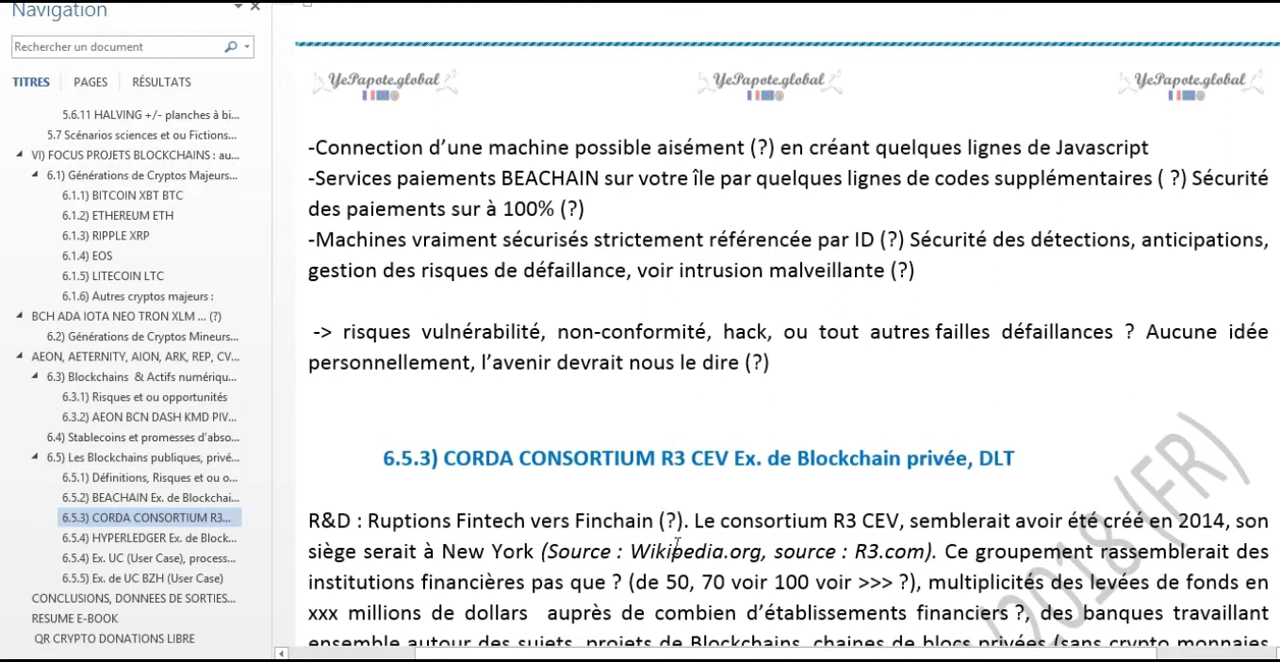 Navigation
Rechercher un document
TITRES PAGES RÉSULTATS
5.6.11 HALVING +/- planches à bi...
5.7 Scénarios sciences et ou Fictions...
VI) FOCUS PROJETS BLOCKCHAINS : au...
6.1) Générations de Cryptos Majeurs...
6.1.1) BITCOIN XBT BTC
6.1.2) ETHEREUM ETH
6.1.3) RIPPLE XRP
6.1.4) EOS
6.1.5) LITECOIN LTC
6.1.6) Autres cryptos majeurs :
BCH ADA IOTA NEO TRON XLM ... (?)
6.2) Générations de Cryptos Mineurs...
AEON, AETERNITY, AION, ARK, REP, CV...
6.3) Blockchains & Actifs numériqu...
6.3.1) Risques et ou opportunités
6.3.2) AEON BCN DASH KMD PIV...
6.4) Stablecoins et promesses d'abso...
6.5) Les Blockchains publiques, privé...
6.5.1) Définitions, Risques et ou o...
6.5.2) BEACHAIN Ex. de Blockchai...
6.5.3) CORDA CONSORTIUM R3...
6.5.4) HYPERLEDGER Ex. de Block...
6.5.4) Ex. UC (User Case), process...
6.5.5) Ex. de UC BZH (User Case)
CONCLUSIONS, DONNEES DE SORTIES...
RESUME E-BOOK
QR CRYPTO DONATIONS LIBRE
YePapote.global YePapote.global YePapote.global
-Connection d'une machine possible aisément (?) en créant quelques lignes de Javascript
-Services paiements BEACHAIN sur votre île par quelques lignes de codes supplémentaires ( ?) Sécurité
des paiements sur à 100% (?)
-Machines vraiment sécurisés strictement référencée par ID (?) Sécurité des détections, anticipations,
gestion des risques de défaillance, voir intrusion malveillante (?)
-> risques vulnérabilité, non-conformité, hack, ou tout autres failles défaillances ? Aucune idée
personnellement, l'avenir devrait nous le dire (?)
6.5.3) CORDA CONSORTIUM R3 CEV Ex. de Blockchain privée, DLT
R&D : Ruptions Fintech vers Finchain (?). Le consortium R3 CEV, semblerait avoir été créé en 2014, son
siège serait à New York (Source : Wikipedia.org, source : R3.com). Ce groupement rassemblerait des
institutions financières pas que ? (de 50, 70 voir 100 voir >>> ?), multiplicités des levées de fonds en
xxx millions de dollars auprès de combien d'établissements financiers ?, des banques travaillant
ensemble autour des sujets, projets de Blockchains, chaines de blocs privées (sans crypto monnaies
/2018 (FR)